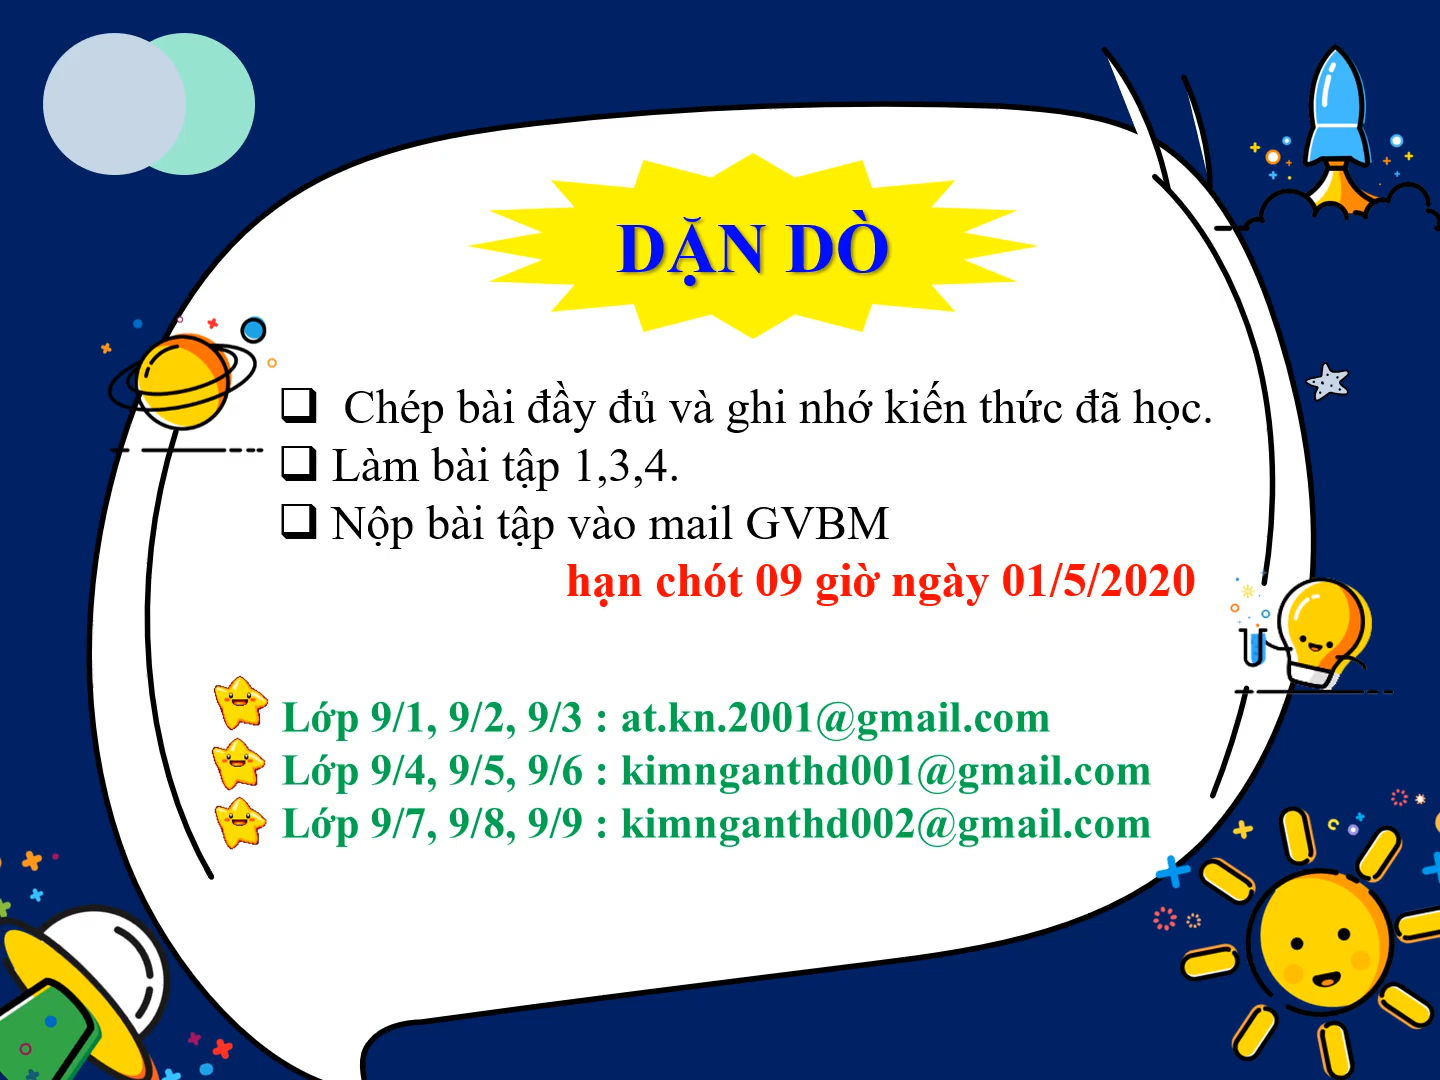 DẶN DÒ
Chép bài đầy đủ và ghi nhớ kiến thức đã học.
Làm bài tập 1,3,4.
Nộp bài tập vào mail GVBM
hạn chót 09 giờ ngày 01/5/2020
Lớp 9/1, 9/2, 9/3 : at.kn.2001@gmail.com
Lớp 9/4, 9/5, 9/6 : kimnganthd001@gmail.com
Lớp 9/7, 9/8, 9/9 : kimnganthd002@gmail.com